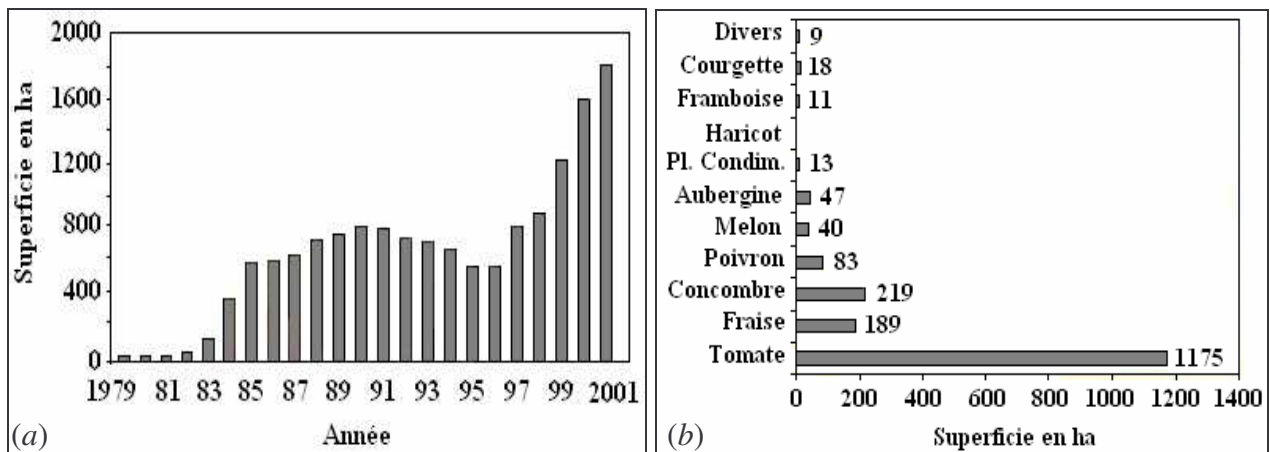 2000
1600
1200
800
400
0
Superficie en ha
1979 81 83 85 87 89 91 93 95 97 99 2001
Année
(a)
Divers 9
Courgette 18
Framboise 11
Haricot
Pl. Condim. 13
Aubergine 47
Melon 40
Poivron 83
Concombre 219
Fraise 189
Tomate 1175
0 200 400 600 800 1000 1200 1400
Superficie en ha
(b)